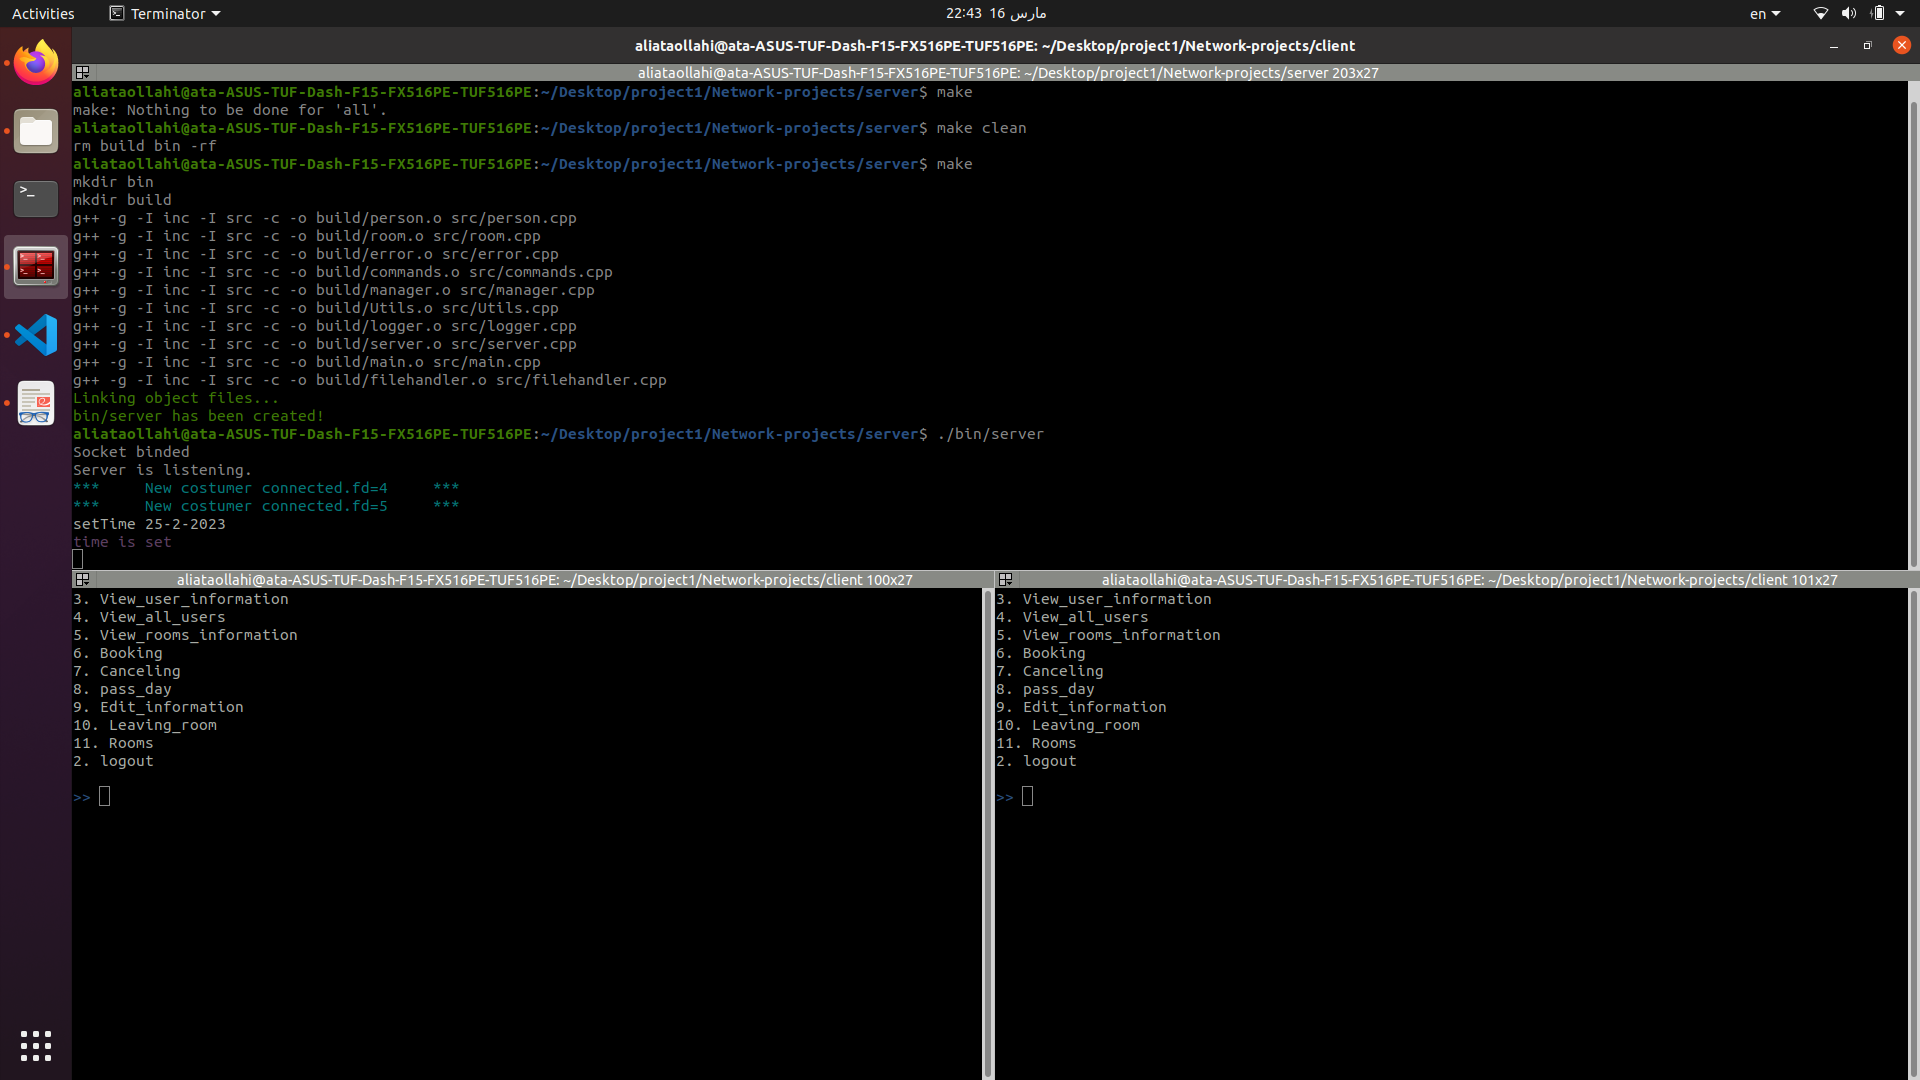 Activities
Terminator
22:43 16 مارس
en
aliataollahi@ata-ASUS-TUF-Dash-F15-FX516PE-TUF516PE: ~/Desktop/project1/Network-projects/client
aliataollahi@ata-ASUS-TUF-Dash-F15-FX516PE-TUF516PE: ~/Desktop/project1/Network-projects/server 203x27
aliataollahi@ata-ASUS-TUF-Dash-F15-FX516PE-TUF516PE:~/Desktop/project1/Network-projects/server$ make
make: Nothing to be done for 'all'.
aliataollahi@ata-ASUS-TUF-Dash-F15-FX516PE-TUF516PE:~/Desktop/project1/Network-projects/server$ make clean
rm build bin -rf
aliataollahi@ata-ASUS-TUF-Dash-F15-FX516PE-TUF516PE:~/Desktop/project1/Network-projects/server$ make
mkdir bin
mkdir build
g++ -g -I inc -I src -c -o build/person.o src/person.cpp
g++ -g -I inc -I src -c -o build/room.o src/room.cpp
g++ -g -I inc -I src -c -o build/error.o src/error.cpp
g++ -g -I inc -I src -c -o build/commands.o src/commands.cpp
g++ -g -I inc -I src -c -o build/manager.o src/manager.cpp
g++ -g -I inc -I src -c -o build/Utlls.o src/Utils.cpp
g++ -g -I inc -I src -c -o build/logger.o src/logger.cpp
g++ -g -I inc -I src -c -o build/server.o src/server.cpp
g++ -g -I inc -I src -c -o build/main.o src/main.cpp
g++ -g -I inc -I src -c -o build/filehandler.o src/filehandler.cpp
Linking object files...
bin/server has been created!
aliataollahi@ata-ASUS-TUF-Dash-F15-FX516PE-TUF516PE:~/Desktop/project1/Network-projects/server$ ./bin/server
Socket binded
Server is listening.
*** New costumer connected.fd=4 ***
*** New costumer connected.fd=5 ***
setTime 25-2-2023
time is set
aliataollahi@ata-ASUS-TUF-Dash-F15-FX516PE-TUF516PE: ~/Desktop/project1/Network-projects/client 100x27
3. View_user_information
4. View_all_users
5. View_rooms_information
6. Booking
7. Canceling
8. pass_day
9. Edit_information
10. Leaving_room
11. Rooms
2. logout
>>
aliataollahi@ata-ASUS-TUF-Dash-F15-FX516PE-TUF516PE: ~/Desktop/project1/Network-projects/client 101x27
3. View_user_information
4. View_all_users
5. View_rooms_information
6. Booking
7. Canceling
8. pass_day
9. Edit_information
10. Leaving_room
11. Rooms
2. logout
>>